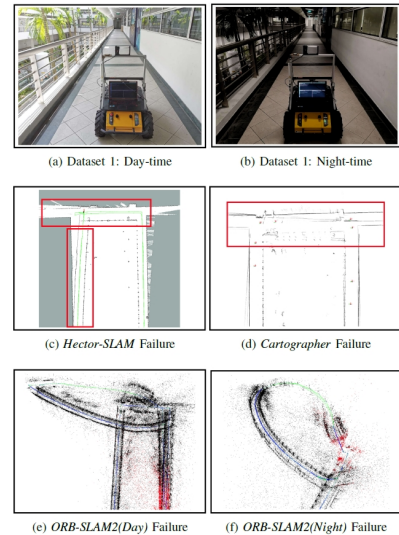 (a) Dataset 1: Day-time
(b) Dataset 1: Night-time
(c) Hector-SLAM Failure
(d) Cartographer Failure
(e) ORB-SLAM2(Day) Failure
(f) ORB-SLAM2(Night) Failure